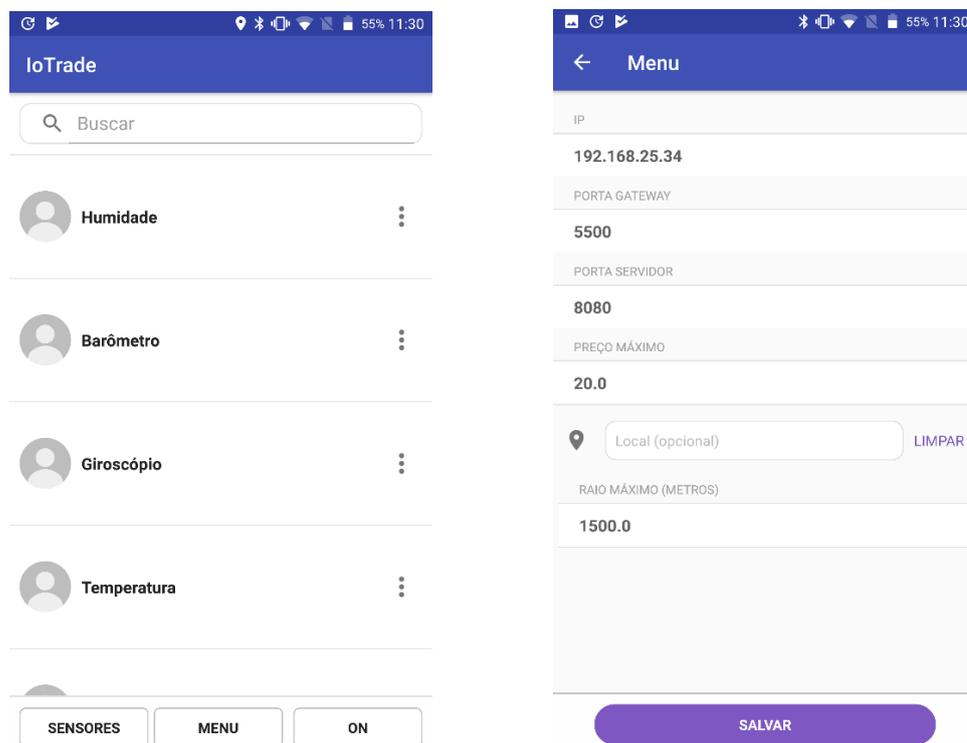 55% 11:30
IoTrade
Buscar
Humidade
Barômetro
Giroscópio
Temperatura
SENSORES MENU ON
55% 11:30
Menu
IP
192.168.25.34
PORTA GATEWAY
5500
PORTA SERVIDOR
8080
PREÇO MÁXIMO
20.0
Local (opcional) LIMPAR
RAIO MÁXIMO (METROS)
1500.0
SALVAR